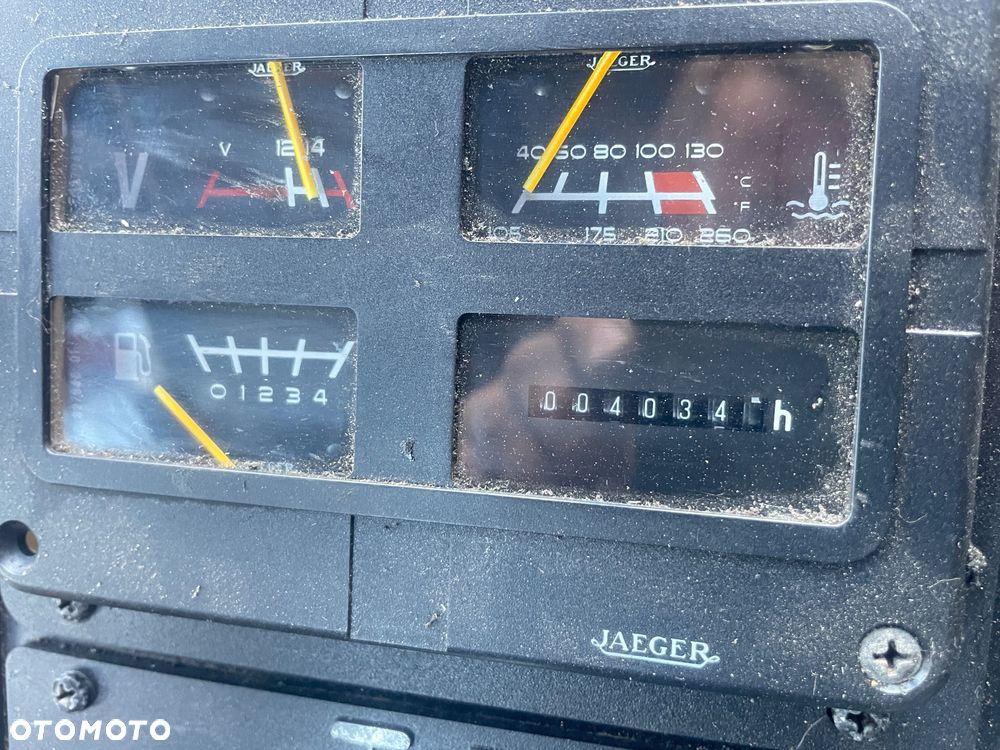 JAEGER
V 12 14
V
JAEGER
40 60 80 100 130
°C
°F
105 175 210 260
0 1 2 3 4
004034 h
JAEGER
OTOMOTO